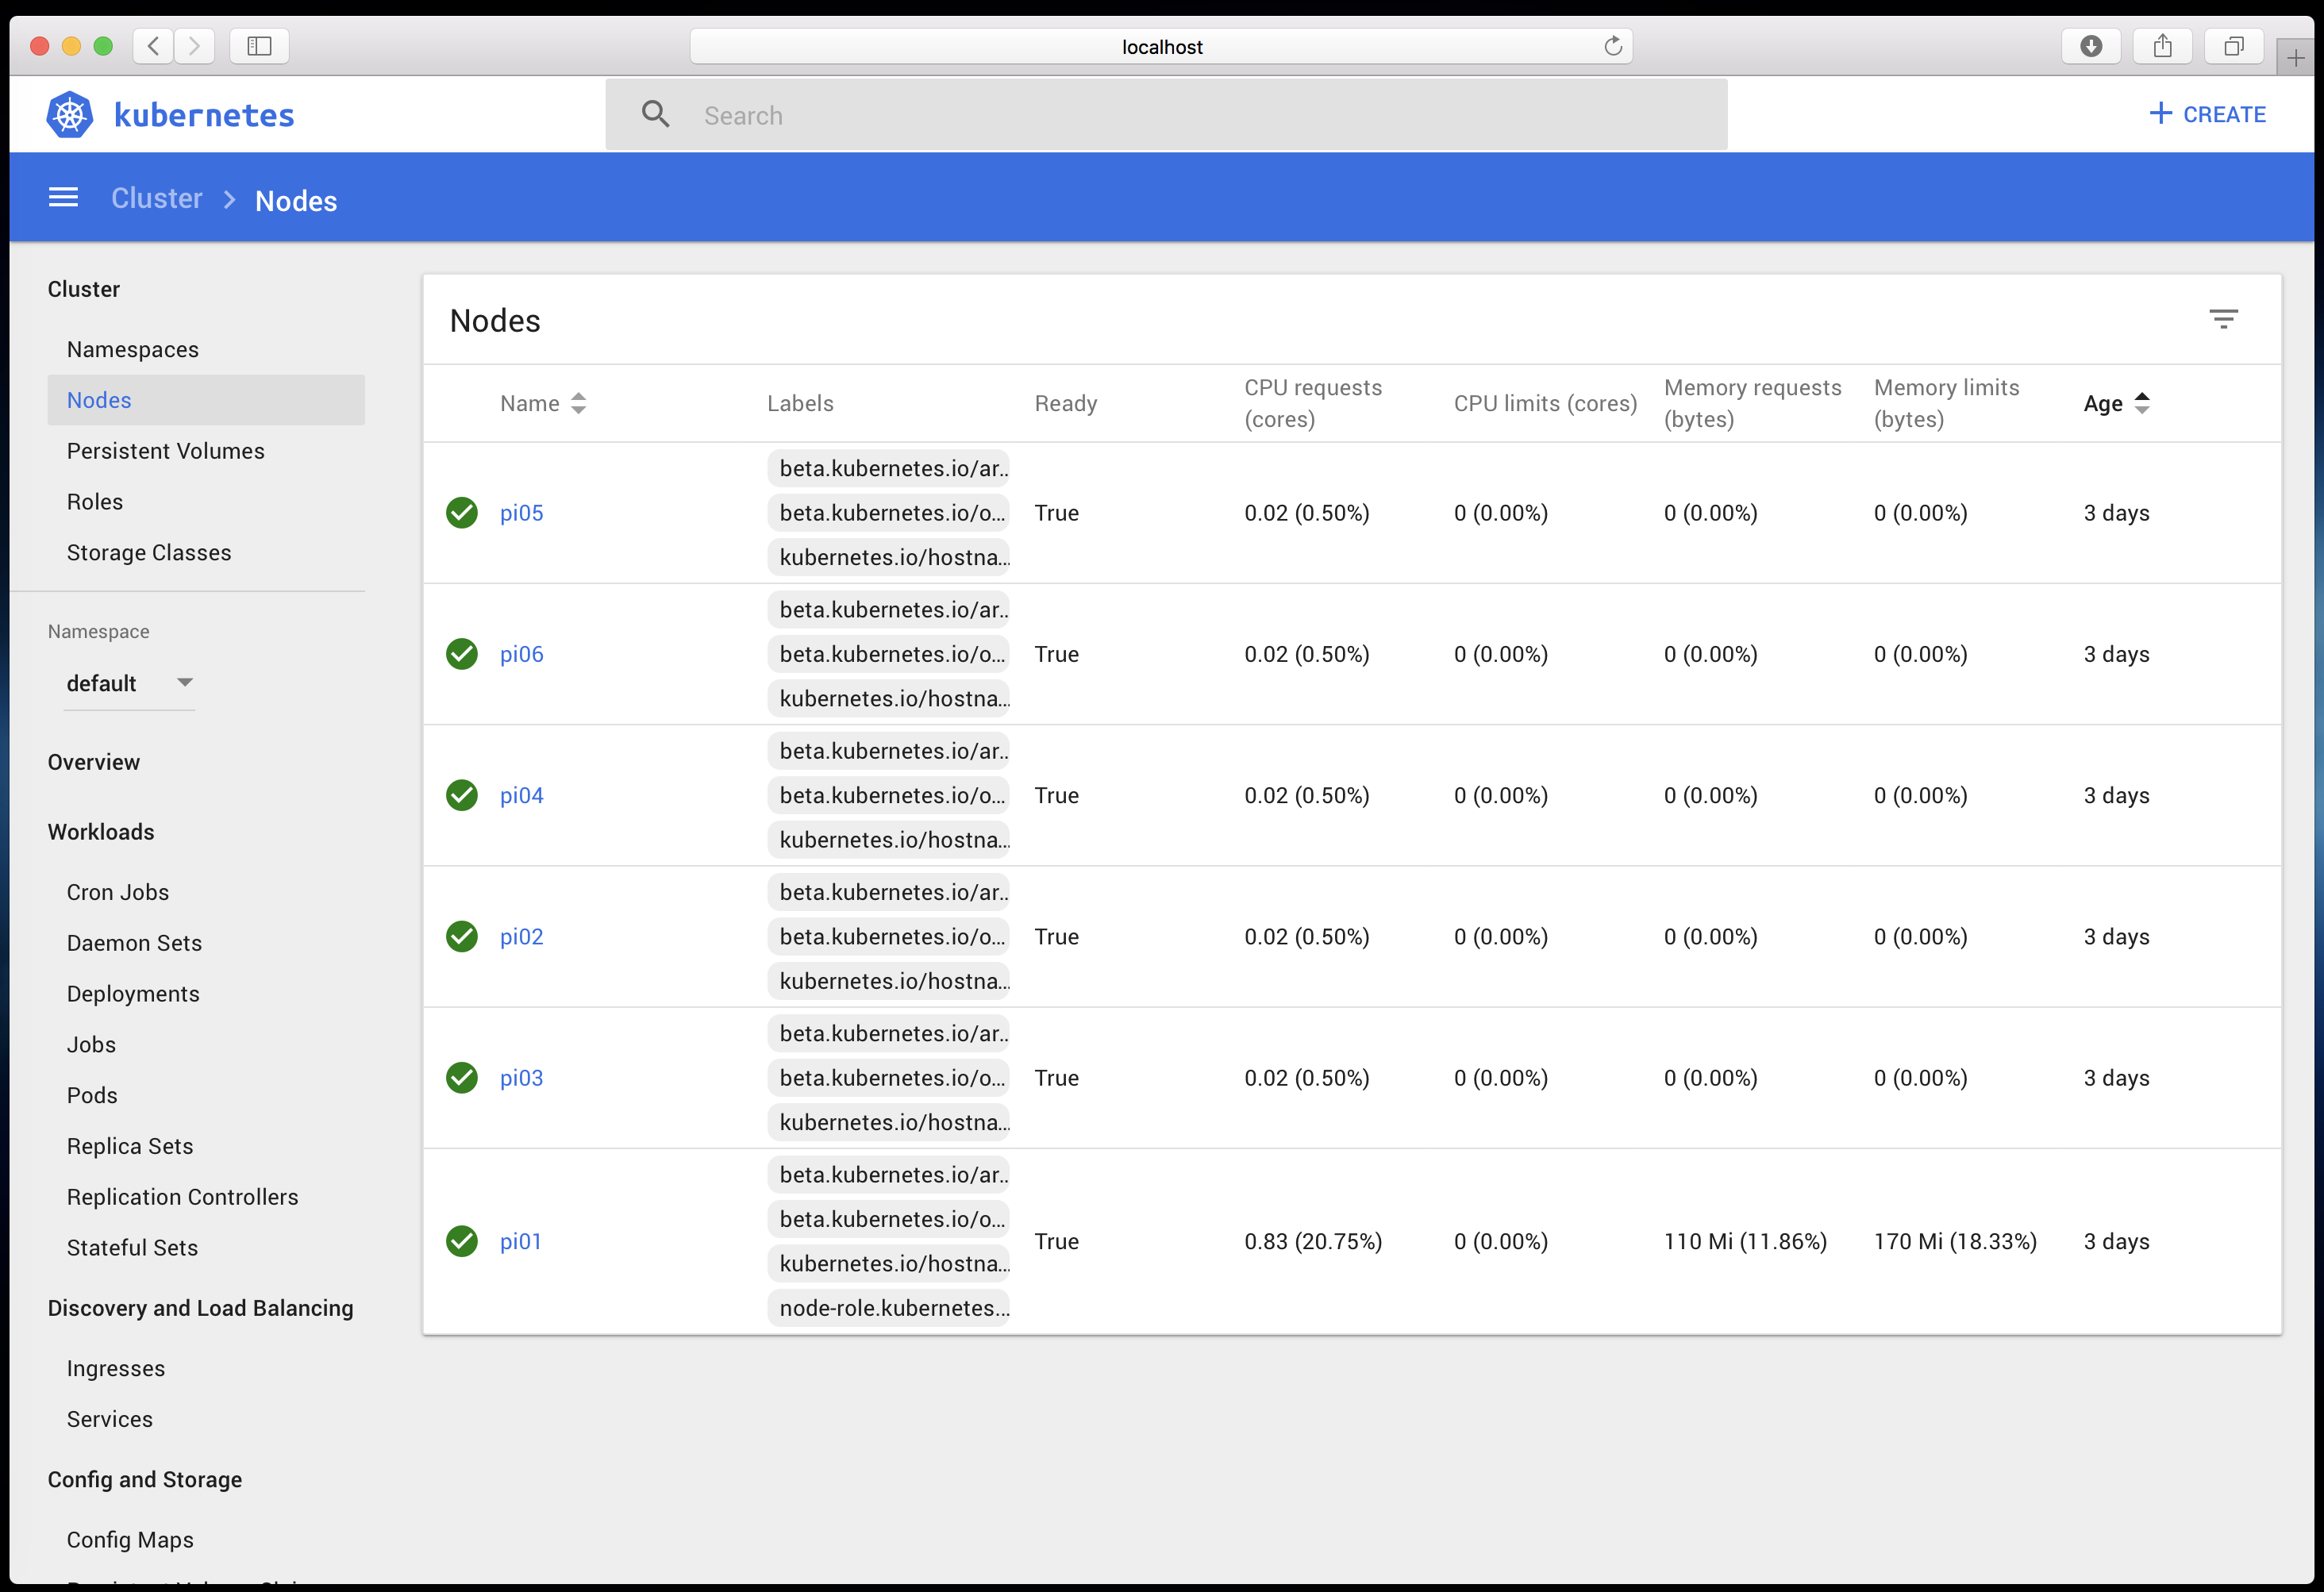 localhost
kubernetes
Search
CREATE
Cluster
Nodes
Cluster
Namespaces
Nodes
Persistent Volumes
Roles
Storage Classes
Namespace
default
Overview
Workloads
Cron Jobs
Daemon Sets
Deployments
Jobs
Pods
Replica Sets
Replication Controllers
Stateful Sets
Discovery and Load Balancing
Ingresses
Services
Config and Storage
Config Maps
Nodes
Name Labels Ready CPU requests (cores) CPU limits (cores) Memory requests (bytes) Memory limits (bytes) Age
beta.kubernetes.io/ar..
pi05 beta.kubernetes.io/o... True 0.02 (0.50%) 0 (0.00%) 0 (0.00%) 0 (0.00%) 3 days
kubernetes.io/hostna...
beta.kubernetes.io/ar..
pi06 beta.kubernetes.io/o... True 0.02 (0.50%) 0 (0.00%) 0 (0.00%) 0 (0.00%) 3 days
kubernetes.io/hostna...
beta.kubernetes.io/ar..
pi04 beta.kubernetes.io/o... True 0.02 (0.50%) 0 (0.00%) 0 (0.00%) 0 (0.00%) 3 days
kubernetes.io/hostna...
beta.kubernetes.io/ar..
pi02 beta.kubernetes.io/o... True 0.02 (0.50%) 0 (0.00%) 0 (0.00%) 0 (0.00%) 3 days
kubernetes.io/hostna...
beta.kubernetes.io/ar..
pi03 beta.kubernetes.io/o... True 0.02 (0.50%) 0 (0.00%) 0 (0.00%) 0 (0.00%) 3 days
kubernetes.io/hostna...
beta.kubernetes.io/ar..
beta.kubernetes.io/o...
pi01 True 0.83 (20.75%) 0 (0.00%) 110 Mi (11.86%) 170 Mi (18.33%) 3 days
kubernetes.io/hostna...
node-role.kubernetes...